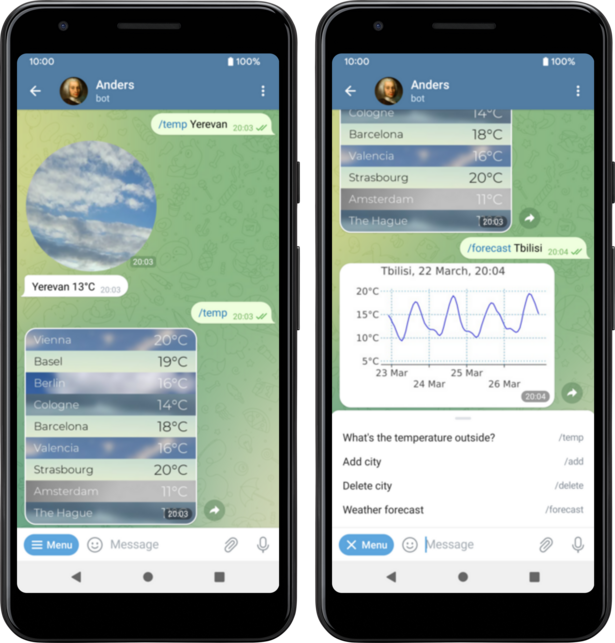 10:00 100%
Anders
bot
/temp Yerevan 20:03
20:03
Yerevan 13°C 20:03
/temp 20:03
Vienna 20°C
Basel 19°C
Berlin 16°C
Cologne 14°C
Barcelona 18°C
Valencia 16°C
Strasbourg 20°C
Amsterdam 11°C
The Hague 20:03
Menu Message
10:00 100%
Anders
bot
Cologne 14°C
Barcelona 18°C
Valencia 16°C
Strasbourg 20°C
Amsterdam 11°C
The Hague 20:03
/forecast Tbilisi 20:04
Tbilisi, 22 March, 20:04
20°C
15°C
10°C
5°C
23 Mar 25 Mar
24 Mar 26 Mar
20:04
What's the temperature outside? /temp
Add city /add
Delete city /delete
Weather forecast /forecast
Menu Message